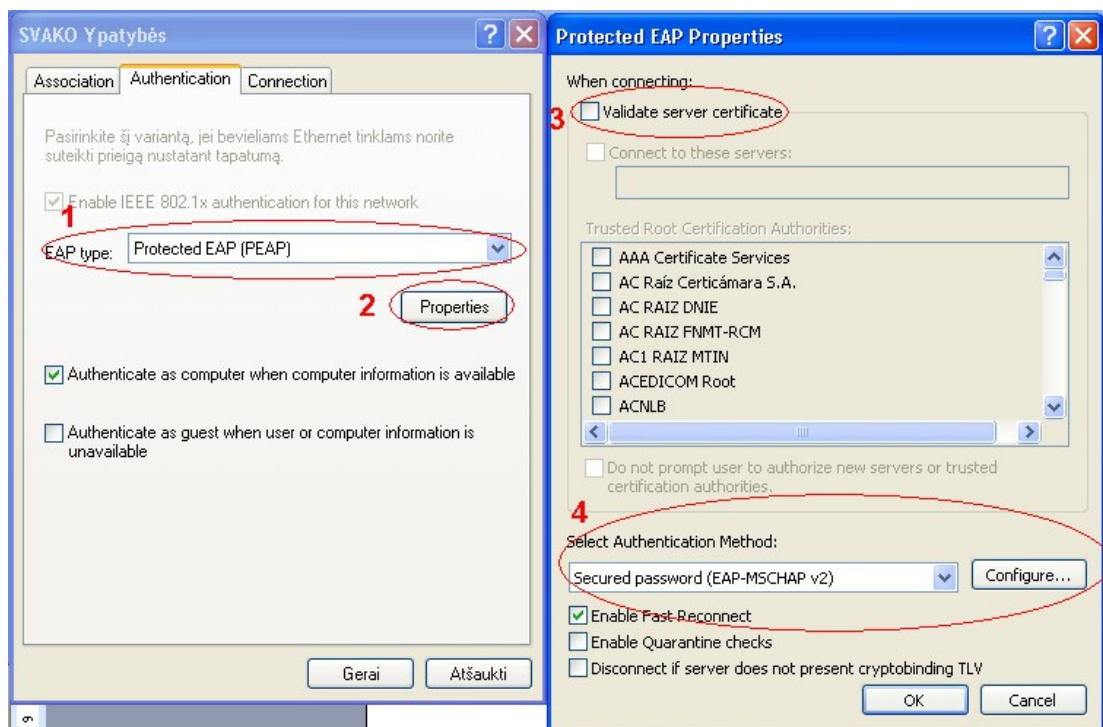 SVAKO Ypatybės
Association
Authentication
Connection
Pasirinkite šį variantą, jei bevieliams Ethernet tinklams norite
suteikti prieigą nustatant tapatumą.
Enable IEEE 802.1x authentication for this network
1
EAP type:
Protected EAP (PEAP)
2
Properties
Authenticate as computer when computer information is available
Authenticate as guest when user or computer information is
unavailable
Gerai
Atšaukti
Protected EAP Properties
When connecting:
3
Validate server certificate
Connect to these servers:
Trusted Root Certification Authorities:
AAA Certificate Services
AC Raíz Certicámara S.A.
AC RAIZ DNIE
AC RAIZ FNMT-RCM
AC1 RAIZ MTIN
ACEDICOM Root
ACNLB
Do not prompt user to authorize new servers or trusted
certification authorities.
4
Select Authentication Method:
Secured password (EAP-MSCHAP v2)
Configure...
Enable Fast Reconnect
Enable Quarantine checks
Disconnect if server does not present cryptobinding TLV
OK
Cancel